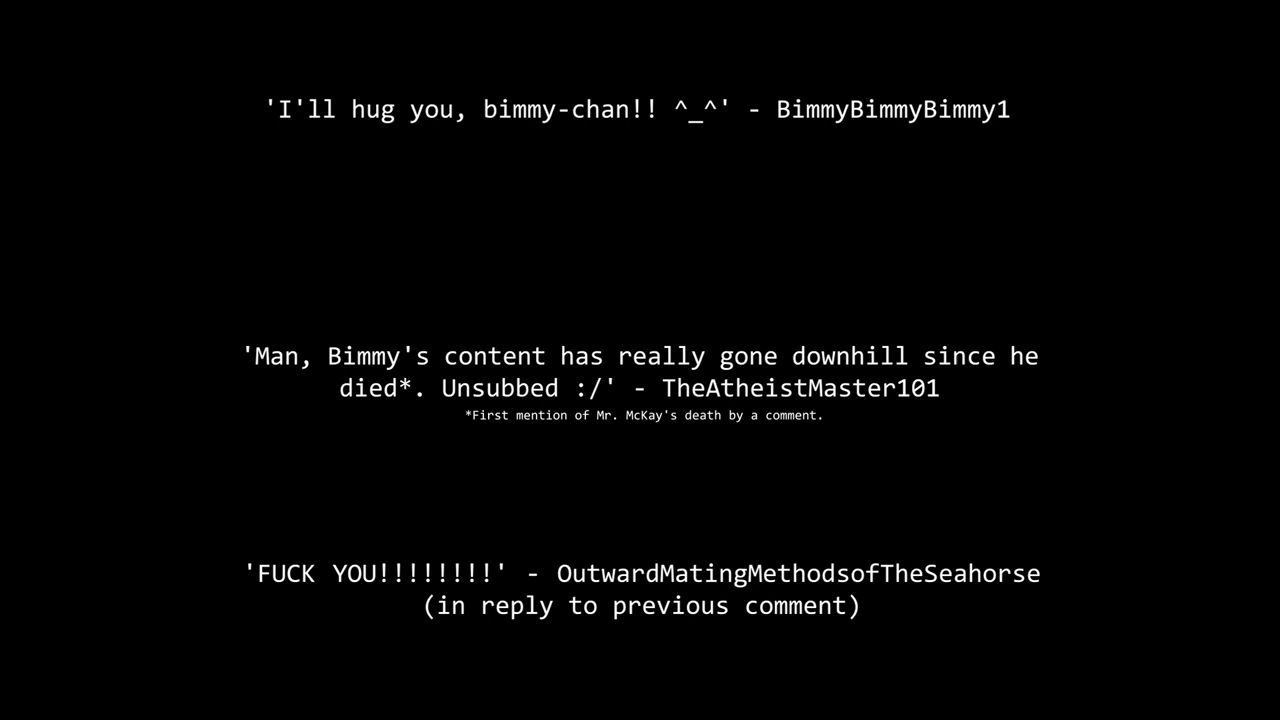 'I'll hug you, bimmy-chan!! ^_^' - BimmyBimmyBimmy1
'Man, Bimmy's content has really gone downhill since he
died*. Unsubbed :/' - TheAtheistMaster101
*First mention of Mr. McKay's death by a comment.
'FUCK YOU!!!!!!!!' - OutwardMatingMethodsofTheSeahorse
(in reply to previous comment)